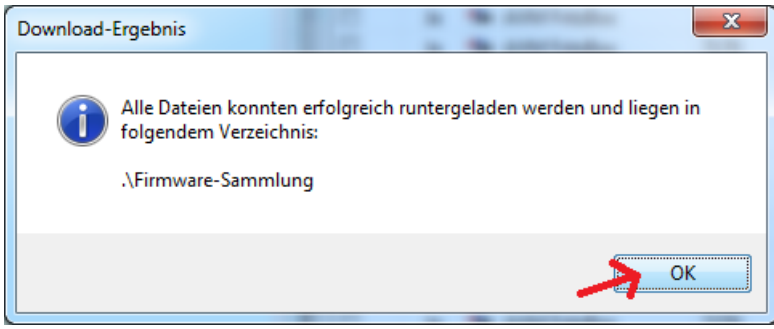 Download-Ergebnis
Alle Dateien konnten erfolgreich runtergeladen werden und liegen in
folgendem Verzeichnis:
.\Firmware-Sammlung
OK